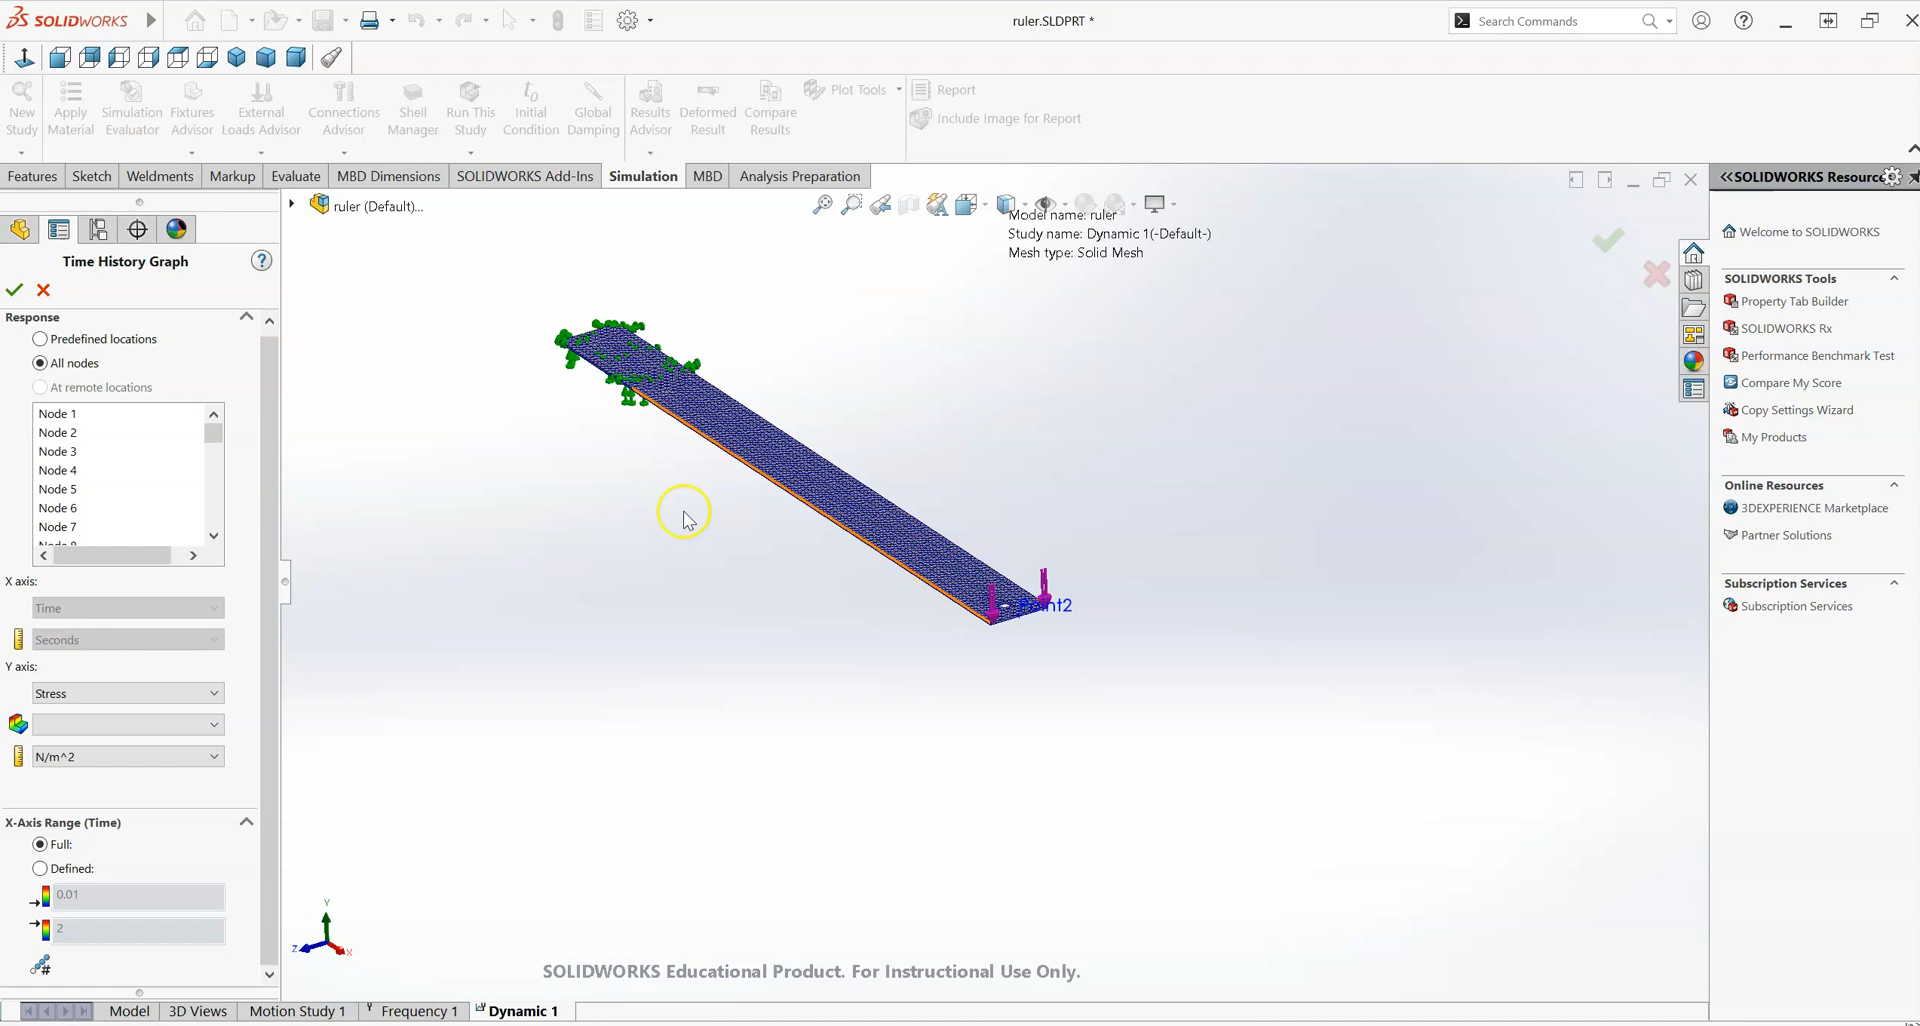 SOLIDWORKS
ruler.SLDPRT *
Search Commands
New Study
Apply Material
Simulation Evaluator
Fixtures Advisor
External Loads Advisor
Connections Advisor
Shell Manager
Run This Study
Initial Condition
Global Damping
Results Advisor
Deformed Result
Compare Results
Plot Tools
Report
Include Image for Report
Features
Sketch
Weldments
Markup
Evaluate
MBD Dimensions
SOLIDWORKS Add-Ins
Simulation
MBD
Analysis Preparation
ruler (Default)...
Model name: ruler
Study name: Dynamic 1(-Default-)
Mesh type: Solid Mesh
Time History Graph
Response
Predefined locations
All nodes
At remote locations
Node 1
Node 2
Node 3
Node 4
Node 5
Node 6
Node 7
Node 8
X axis:
Time
Seconds
Y axis:
Stress
N/m^2
X-Axis Range (Time)
Full:
Defined:
0.01
2
Y
Z
X
SOLIDWORKS Educational Product. For Instructional Use Only.
Model
3D Views
Motion Study 1
Frequency 1
Dynamic 1
Welcome to SOLIDWORKS
SOLIDWORKS Tools
Property Tab Builder
SOLIDWORKS Rx
Performance Benchmark Test
Compare My Score
Copy Settings Wizard
My Products
Online Resources
3DEXPERIENCE Marketplace
Partner Solutions
Subscription Services
Subscription Services